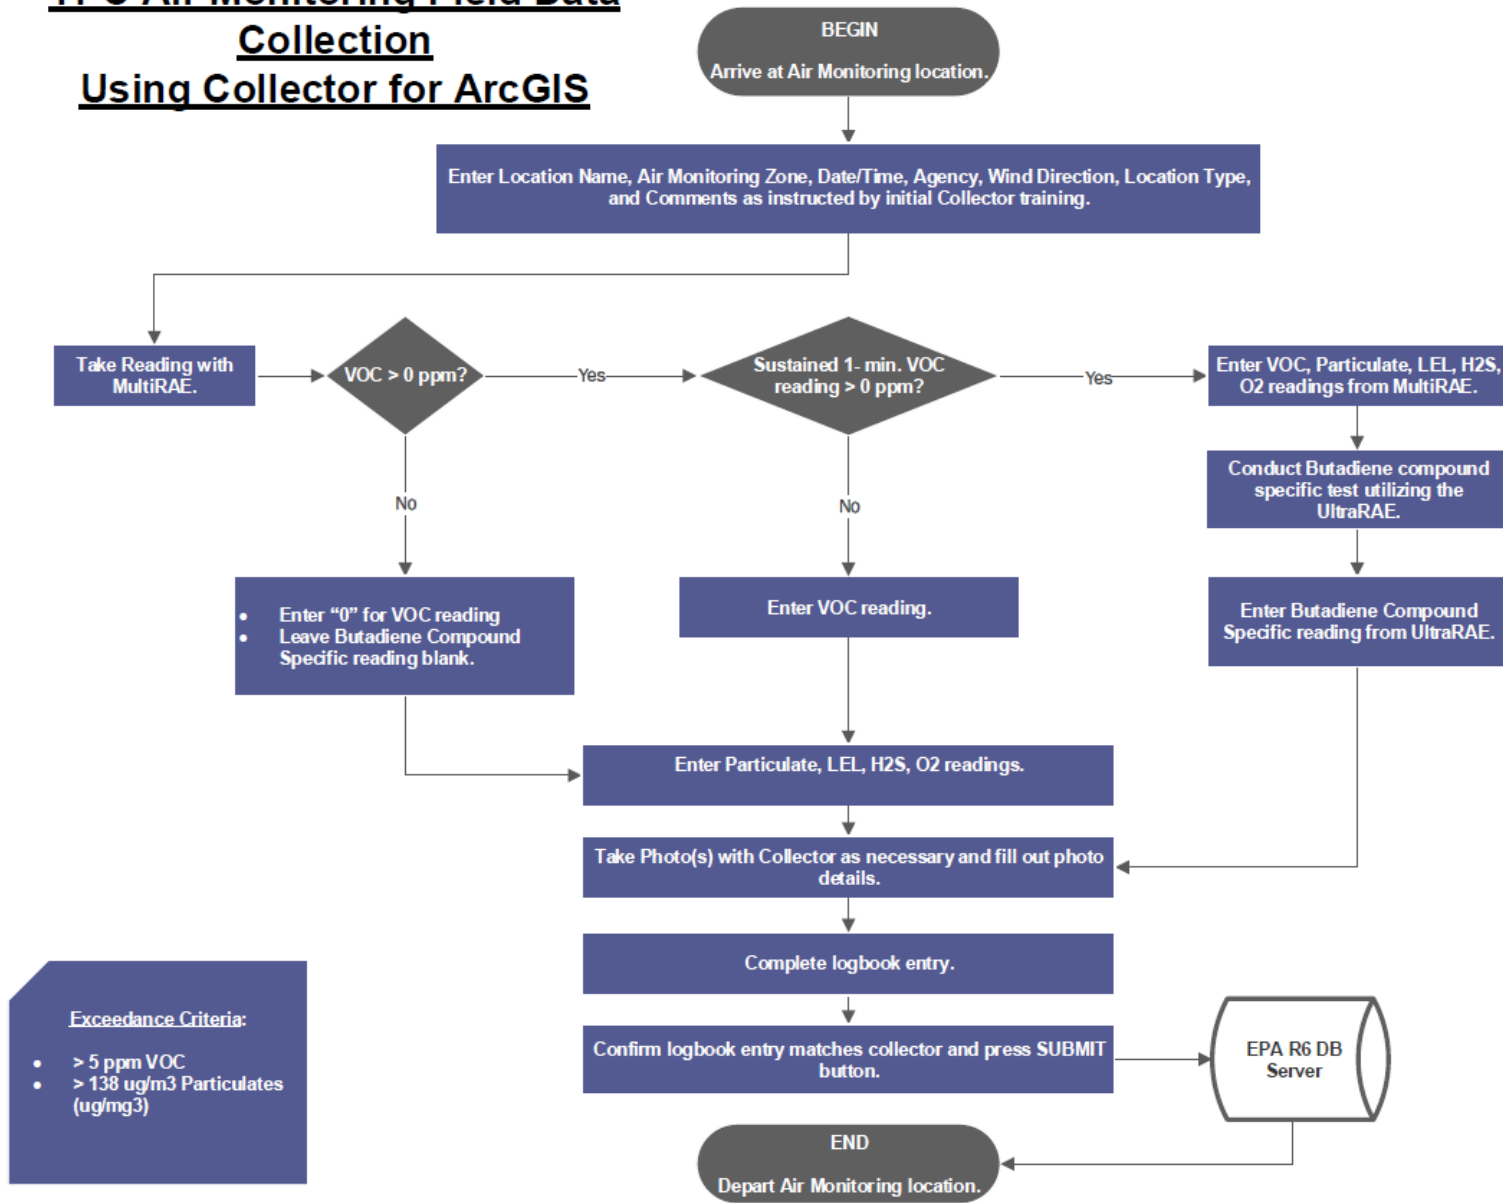 TPC Air Monitoring Field Data
Collection
Using Collector for ArcGIS
BEGIN
Arrive at Air Monitoring location.
Enter Location Name, Air Monitoring Zone, Date/Time, Agency, Wind Direction, Location Type,
and Comments as instructed by initial Collector training.
Take Reading with
MultiRAE.
VOC > 0 ppm?
Yes
Sustained 1- min. VOC
reading > 0 ppm?
Yes
Enter VOC, Particulate, LEL, H2S,
O2 readings from MultiRAE.
Conduct Butadiene compound
specific test utilizing the
UltraRAE.
No
No
• Enter “0” for VOC reading
• Leave Butadiene Compound
Specific reading blank.
Enter VOC reading.
Enter Butadiene Compound
Specific reading from UltraRAE.
Enter Particulate, LEL, H2S, O2 readings.
Take Photo(s) with Collector as necessary and fill out photo
details.
Complete logbook entry.
Confirm logbook entry matches collector and press SUBMIT
button.
EPA R6 DB
Server
Exceedance Criteria:
• > 5 ppm VOC
• > 138 ug/m3 Particulates
(ug/mg3)
END
Depart Air Monitoring location.